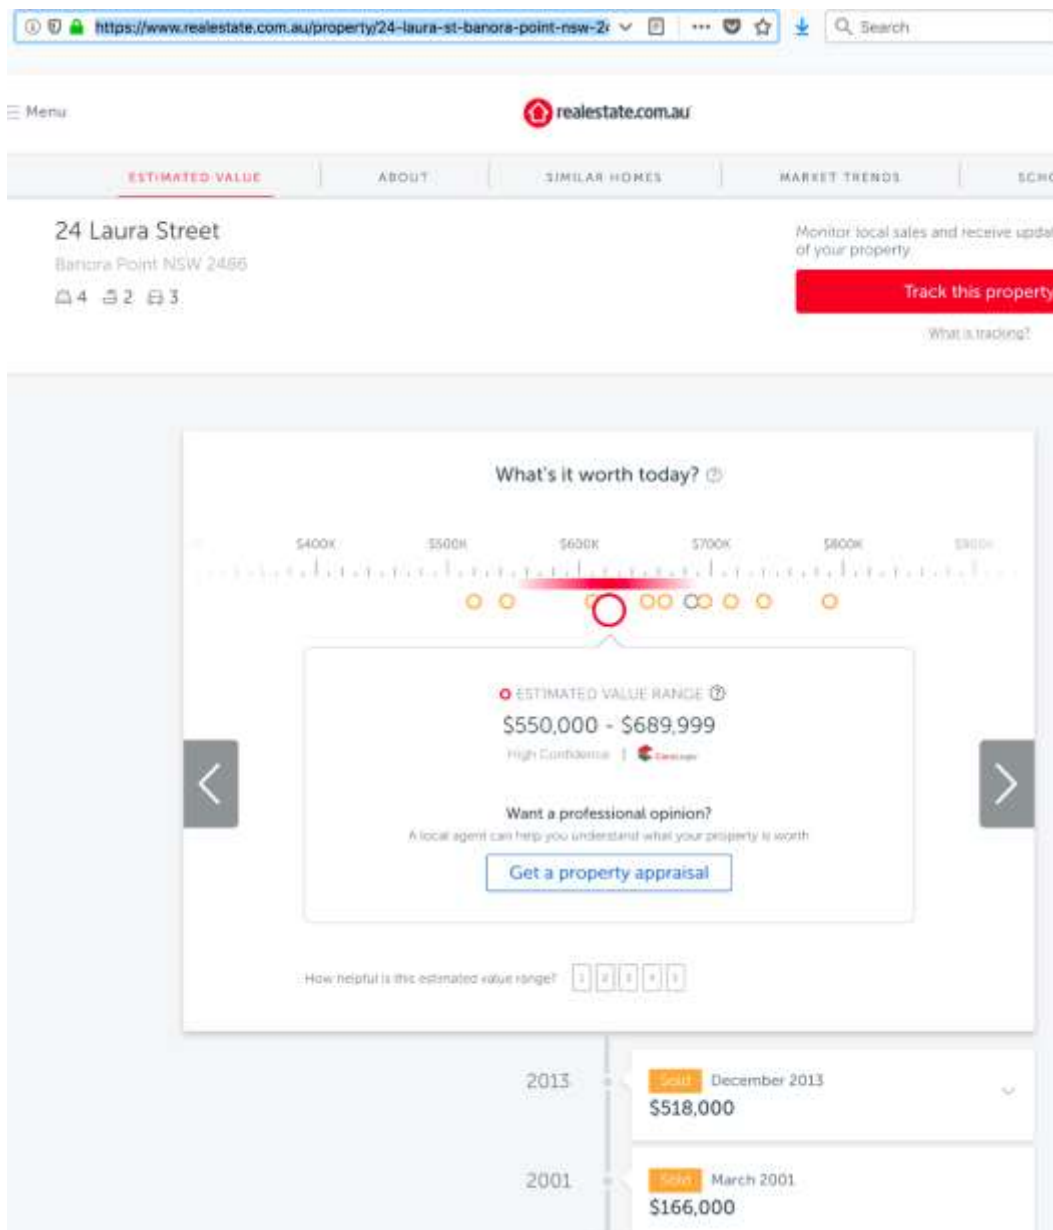 https://www.realestate.com.au/property/24-laura-st-banora-point-nsw-24
Search
Menu
realestate.com.au
ESTIMATED VALUE ABOUT SIMILAR HOMES MARKET TRENDS SCHO
24 Laura Street
Monitor local sales and receive updat
of your property
Banora Point NSW 2486
4 2 3
Track this property
What is tracking?
What's it worth today?
$400K $500K $600K $700K $800K $900K
ESTIMATED VALUE RANGE
$550,000 - $689,999
High Confidence | CoreLogic
Want a professional opinion?
A local agent can help you understand what your property is worth
Get a property appraisal
How helpful is this estimated value range? 1 2 3 4 5
2013
Sold December 2013
$518,000
2001
Sold March 2001
$166,000